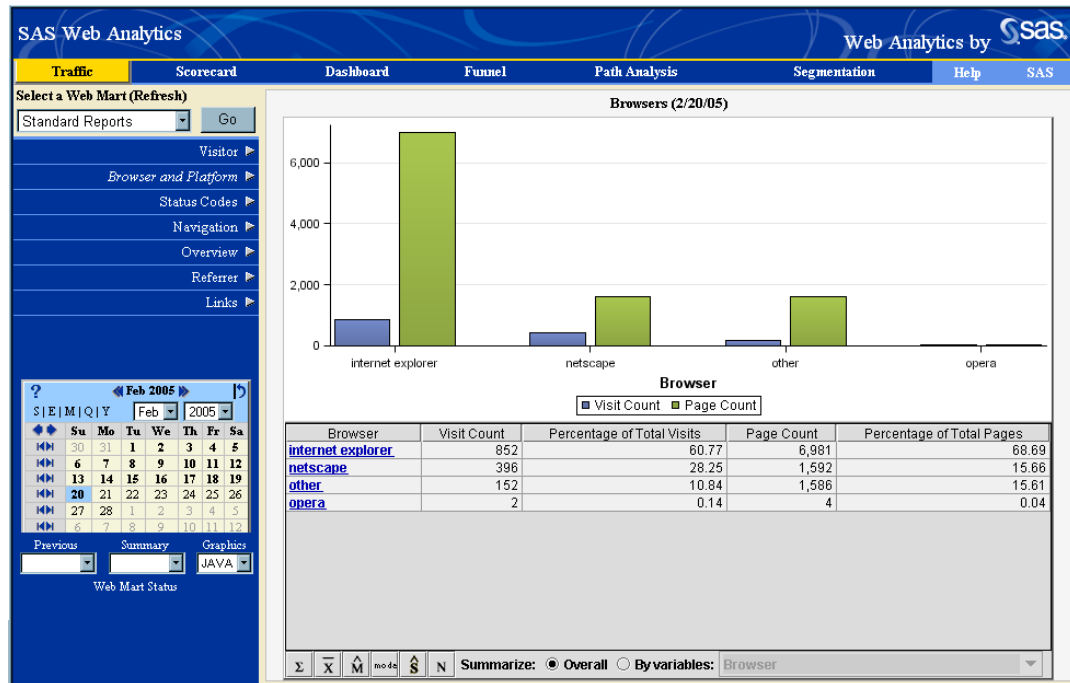 SAS Web Analytics
Web Analytics by sas.
Traffic Scorecard Dashboard Funnel Path Analysis Segmentation Help SAS
Select a Web Mart (Refresh)
Standard Reports Go
Visitor
Browser and Platform
Status Codes
Navigation
Overview
Referrer
Links
? Feb 2005
S | E | M | Q | Y Feb 2005
Su Mo Tu We Th Fr Sa
30 31 1 2 3 4 5
6 7 8 9 10 11 12
13 14 15 16 17 18 19
20 21 22 23 24 25 26
27 28 1 2 3 4 5
6 7 8 9 10 11 12
Previous Summary Graphics
JAVA
Web Mart Status
Browsers (2/20/05)
6,000
4,000
2,000
0
internet explorer netscape other opera
Browser
Visit Count Page Count
Browser Visit Count Percentage of Total Visits Page Count Percentage of Total Pages
internet explorer 852 60.77 6,981 68.69
netscape 396 28.25 1,592 15.66
other 152 10.84 1,586 15.61
opera 2 0.14 4 0.04
Σ X̅ M̂ mode Ŝ N Summarize: Overall By variables: Browser